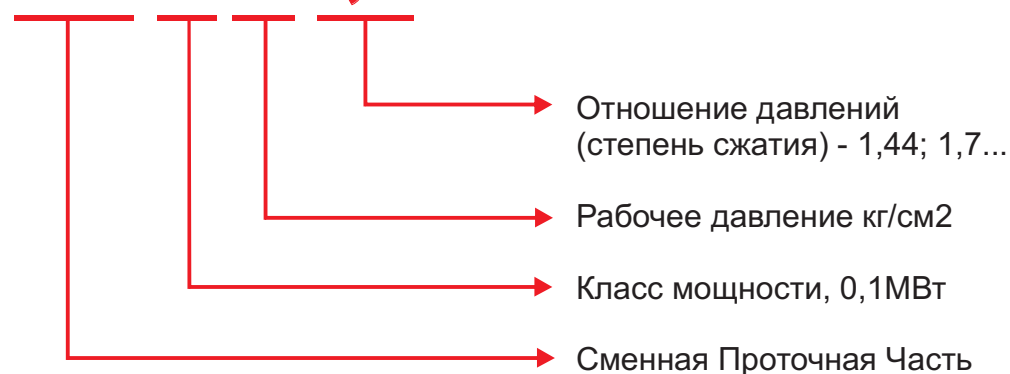 Отношение давлений
(степень сжатия) - 1,44; 1,7...
Рабочее давление кг/см2
Класс мощности, 0,1МВт
Сменная Проточная Часть